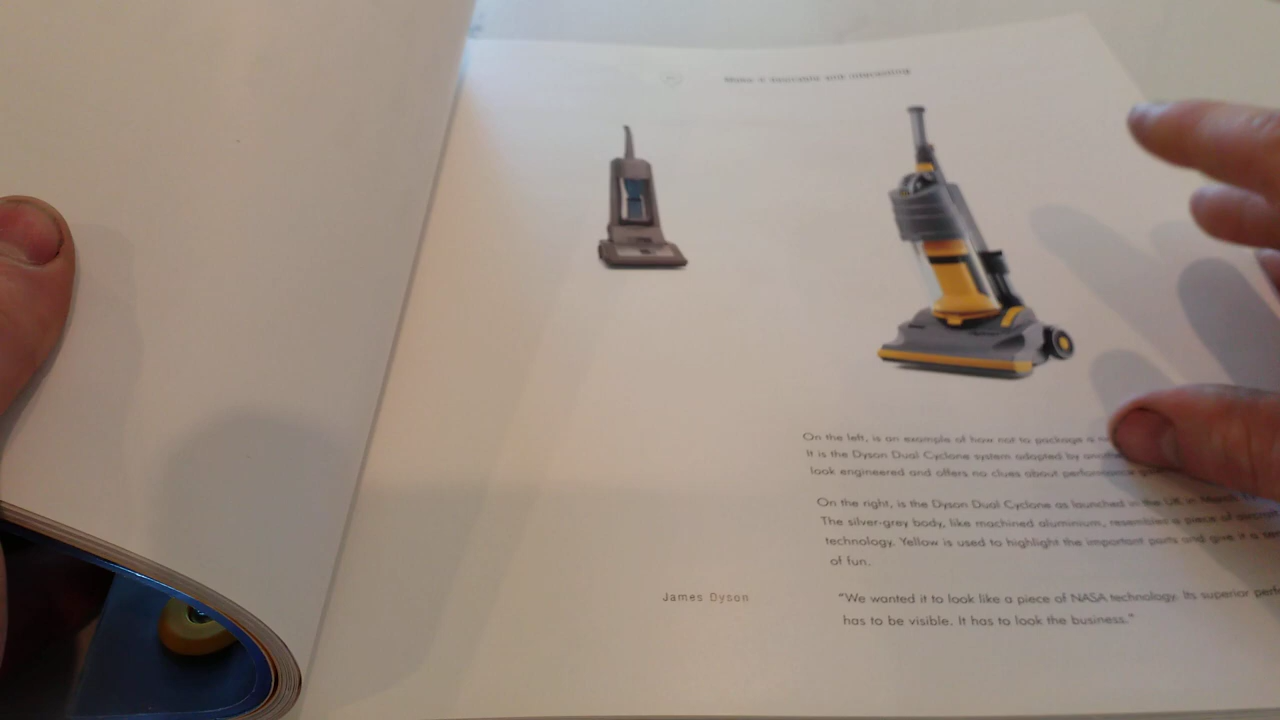 Make it desirable and interesting
On the left, is an example of how not to package a
It is the Dyson Dual Cyclone system adapted by another
look engineered and offers no clues about performance
On the right, is the Dyson Dual Cyclone as launched in the UK in March
The silver-grey body, like machined aluminium, resembles a piece of
technology. Yellow is used to highlight the important parts and give it a
of fun.
James Dyson
"We wanted it to look like a piece of NASA technology. Its superior
has to be visible. It has to look the business."